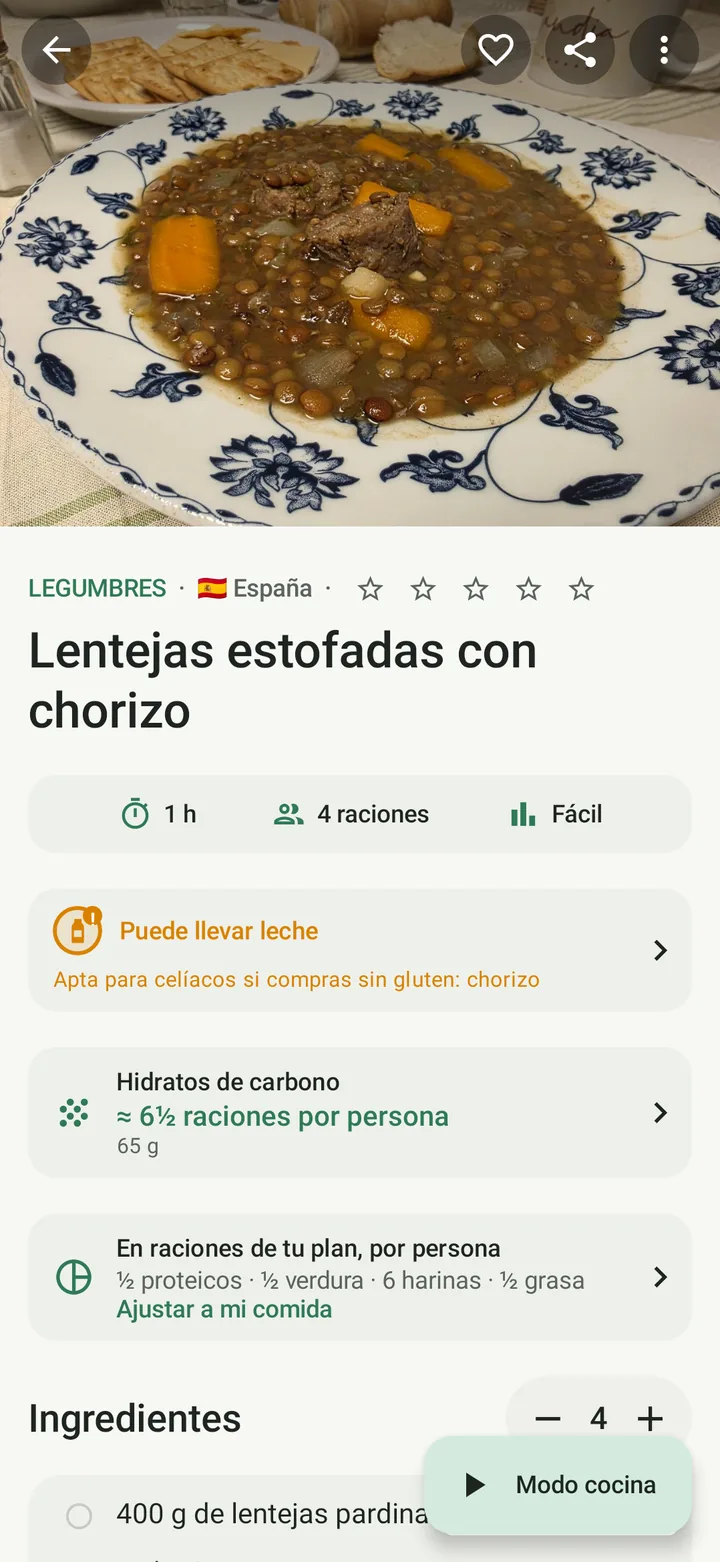 LEGUMBRES · España ·
Lentejas estofadas con
chorizo
1 h
4 raciones
Fácil
Puede llevar leche
Apta para celíacos si compras sin gluten: chorizo
Hidratos de carbono
≈ 6½ raciones por persona
65 g
En raciones de tu plan, por persona
½ proteicos · ½ verdura · 6 harinas · ½ grasa
Ajustar a mi comida
Ingredientes
4
Modo cocina
400 g de lentejas pardina